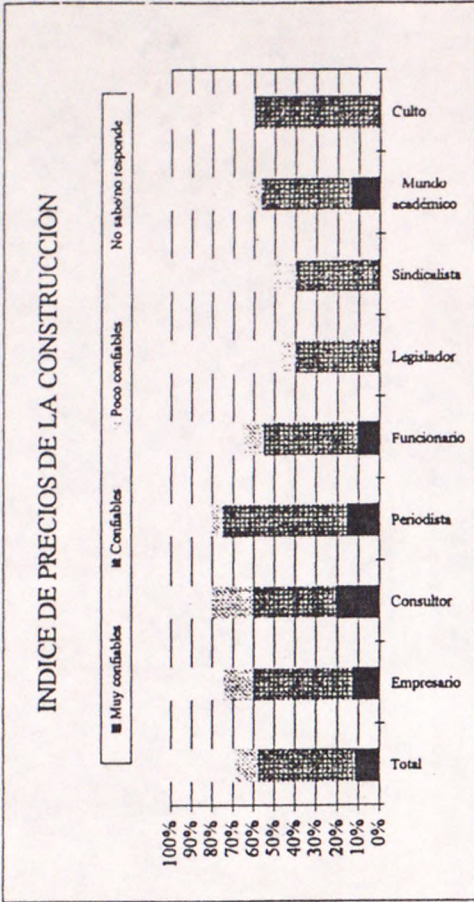 INDICE DE PRECIOS DE LA CONSTRUCCION
Muy confiables Confiables Poco confiables No sabe/no responde
100%
90%
80%
70%
60%
50%
40%
30%
20%
10%
0%
Total
Empresario
Consultor
Periodista
Funcionario
Legislador
Sindicalista
Mundo
académico
Culto